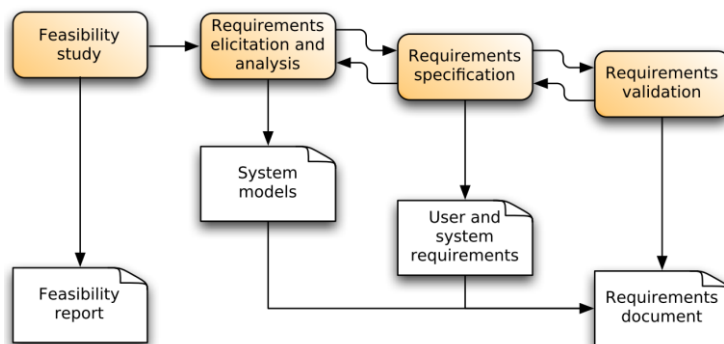 Feasibility
study
Requirements
elicitation and
analysis
Requirements
specification
Requirements
validation
System
models
User and
system
requirements
Feasibility
report
Requirements
document